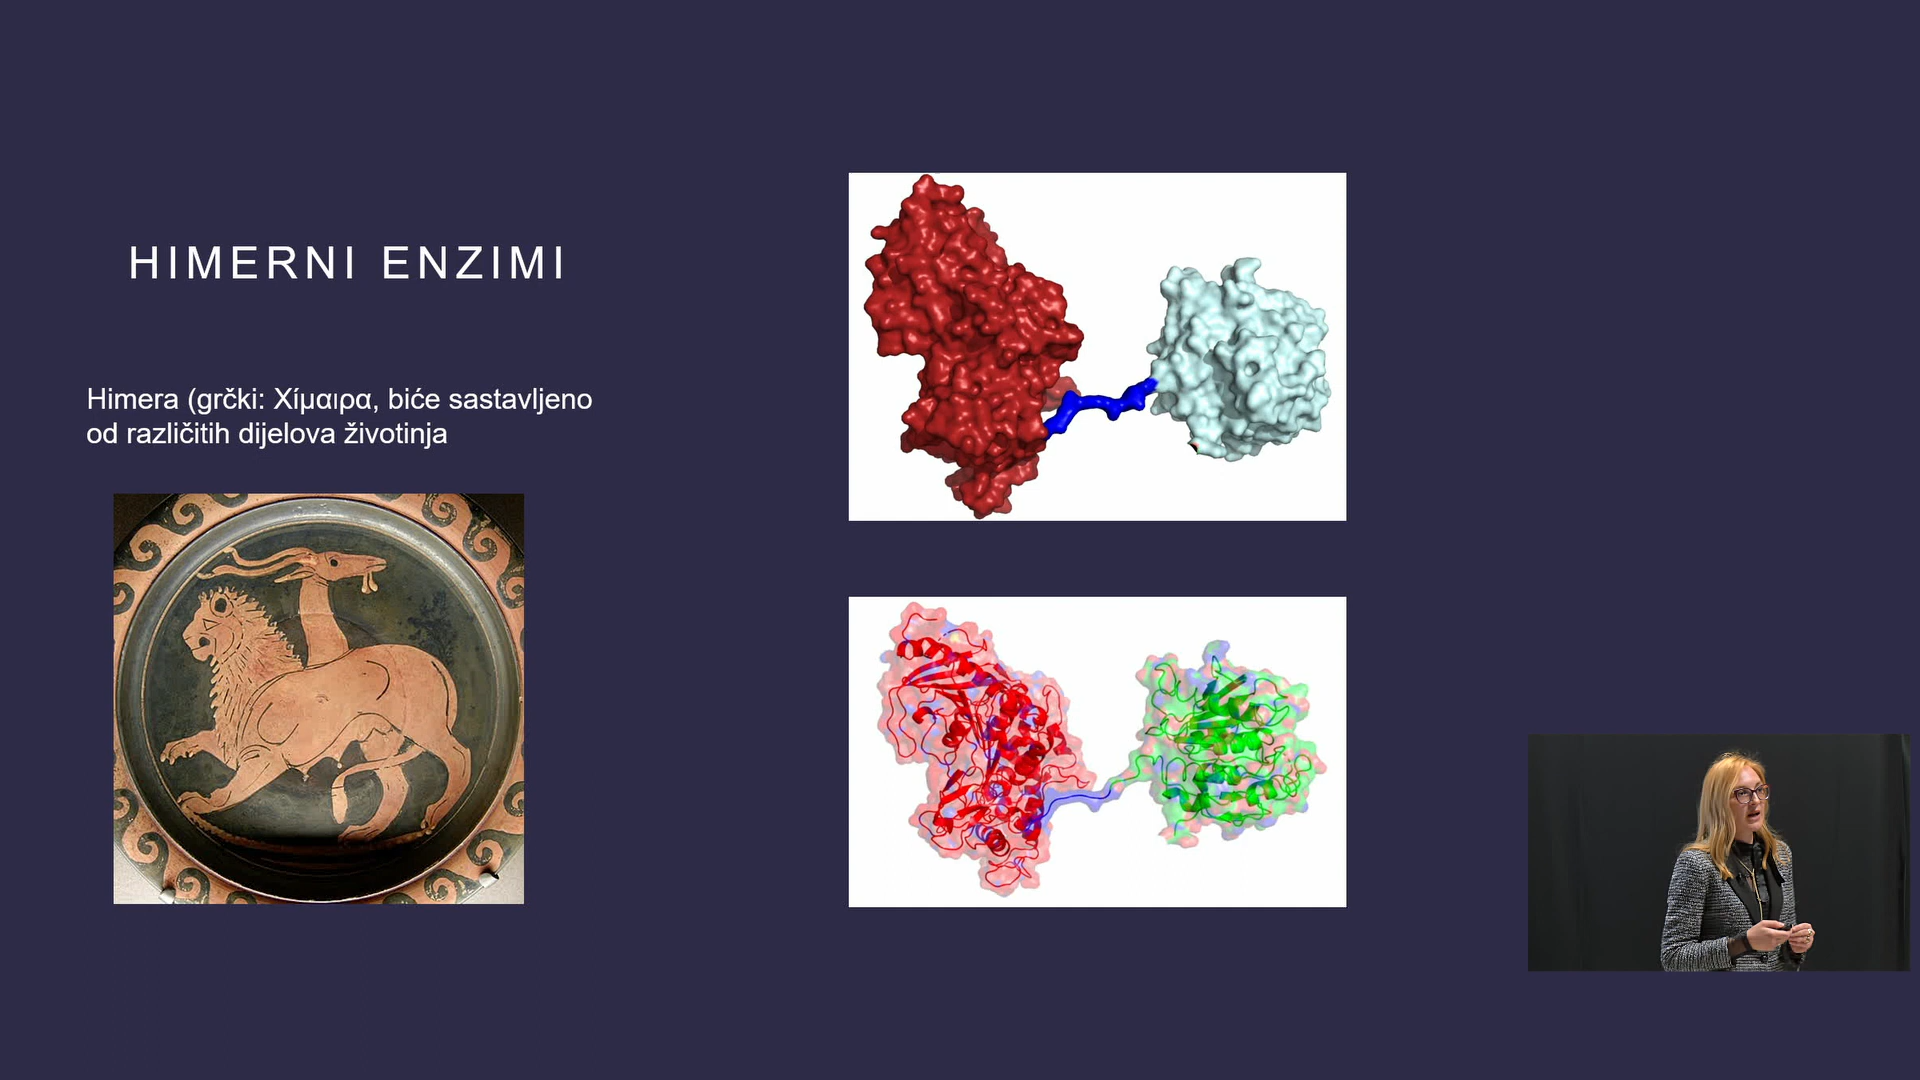 HIMERNI ENZIMI
Himera (grčki: Χίμαιρα, biće sastavljeno
od različitih dijelova životinja